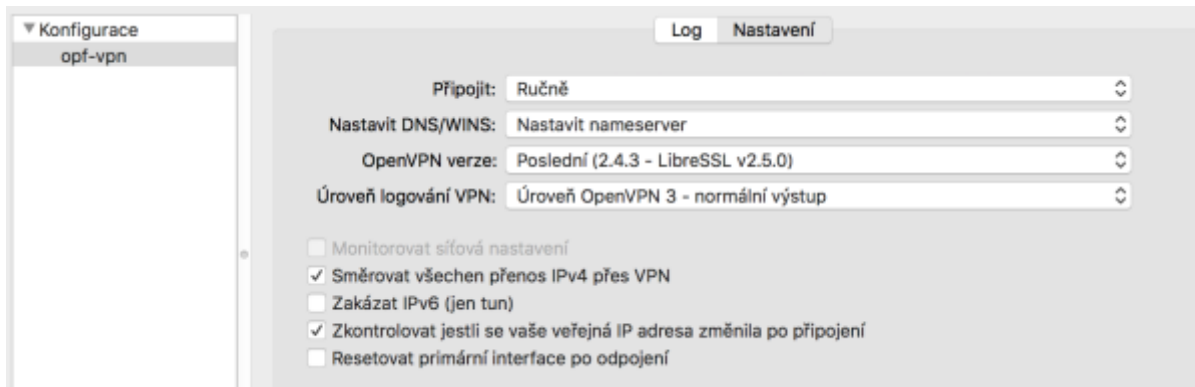 Konfigurace
opf-vpn
Log Nastavení
Připojit: Ručně
Nastavit DNS/WINS: Nastavit nameserver
OpenVPN verze: Poslední (2.4.3 - LibreSSL v2.5.0)
Úroveň logování VPN: Úroveň OpenVPN 3 - normální výstup
Monitorovat síťová nastavení
Směrovat všechen přenos IPv4 přes VPN
Zakázat IPv6 (jen tun)
Zkontrolovat jestli se vaše veřejná IP adresa změnila po připojení
Resetovat primární interface po odpojení